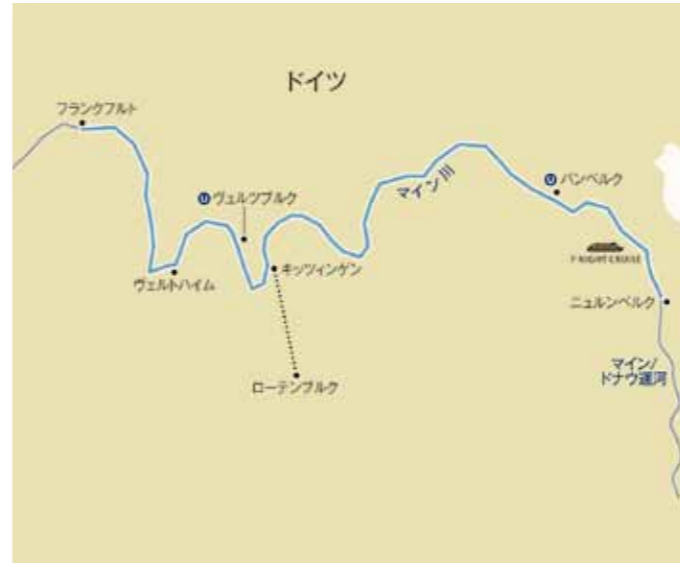 ドイツ
フランクフルト
U ヴュルツブルク
マイン川
U バンベルク
キッツィンゲン
ヴェルトハイム
7 NIGHT CRUISE
ニュルンベルク
マイン/
ドナウ運河
ローテンブルク